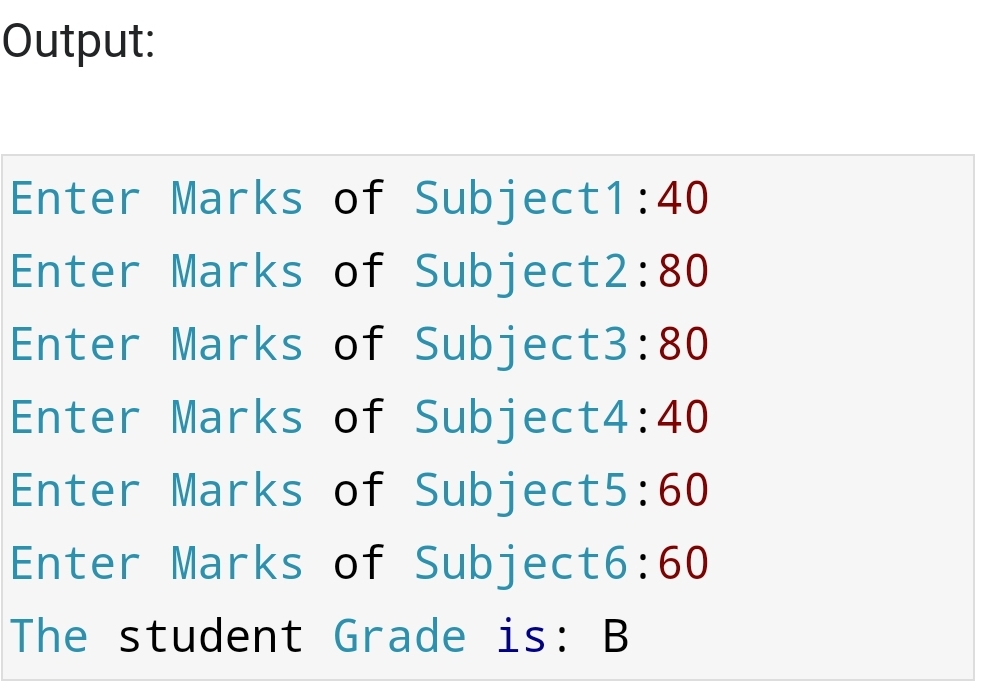 Output:
Enter Marks of Subject1:40
Enter Marks of Subject2:80
Enter Marks of Subject3:80
Enter Marks of Subject4:40
Enter Marks of Subject5:60
Enter Marks of Subject6:60
The student Grade is: B